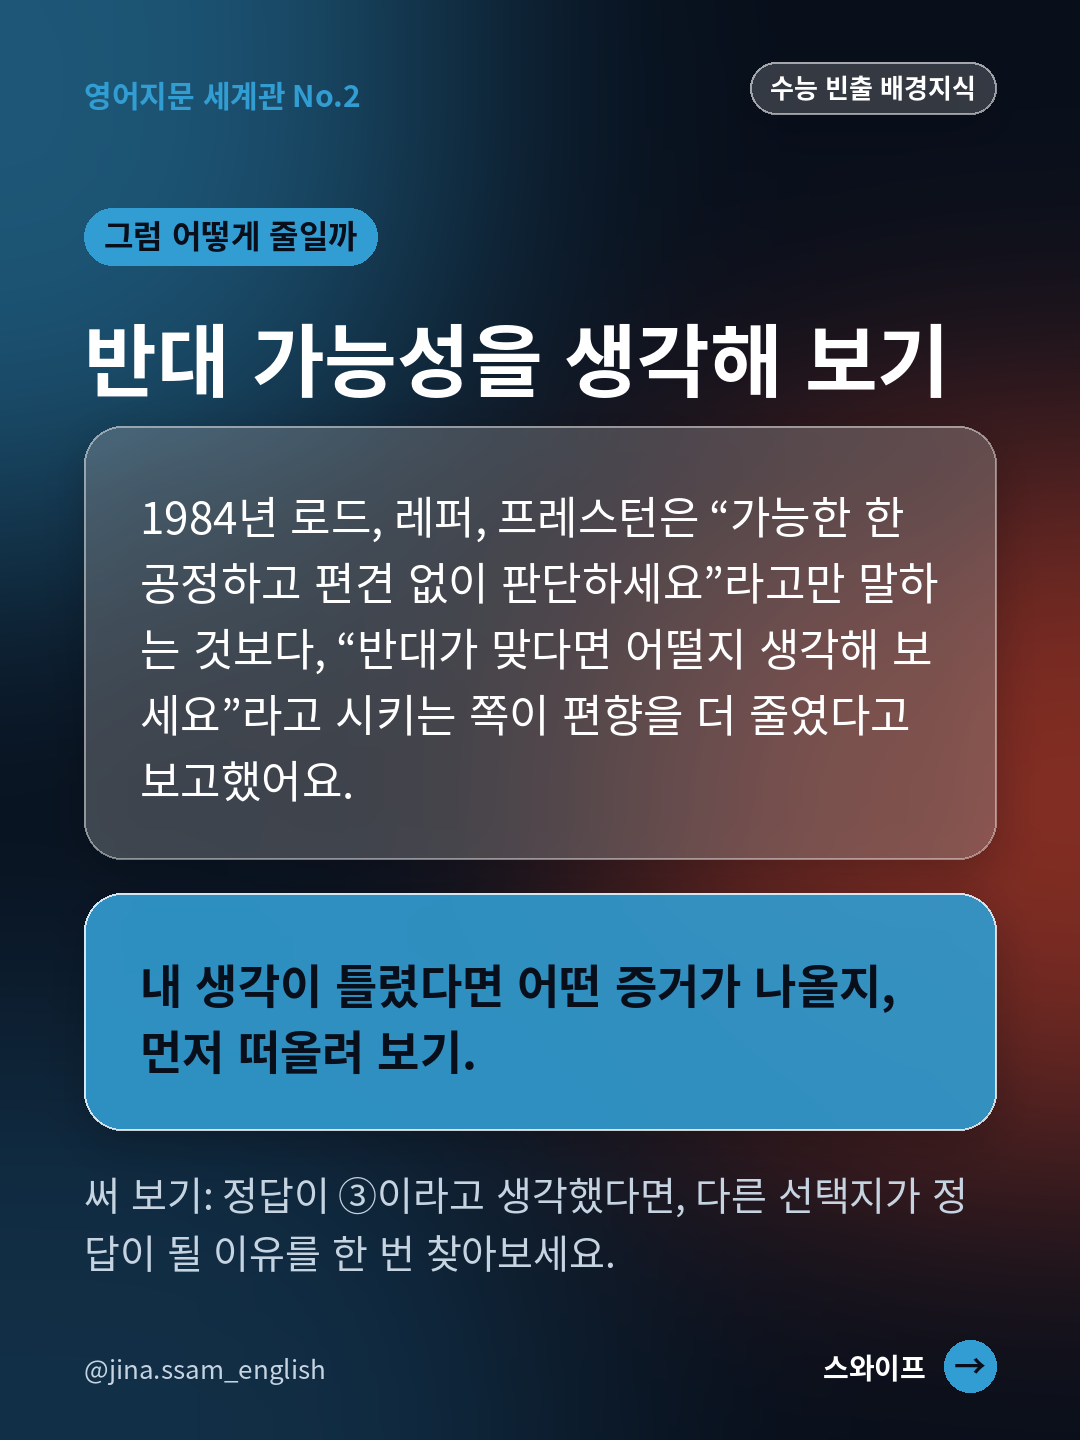 영어지문 세계관 No.2
수능 빈출 배경지식
그럼 어떻게 줄일까
반대 가능성을 생각해 보기
1984년 로드, 레퍼, 프레스턴은 “가능한 한
공정하고 편견 없이 판단하세요”라고만 말하
는 것보다, “반대가 맞다면 어떨지 생각해 보
세요”라고 시키는 쪽이 편향을 더 줄였다고
보고했어요.
내 생각이 틀렸다면 어떤 증거가 나올지,
먼저 떠올려 보기.
써 보기: 정답이 ③이라고 생각했다면, 다른 선택지가 정
답이 될 이유를 한 번 찾아보세요.
@jina.ssam_english
스와이프 →